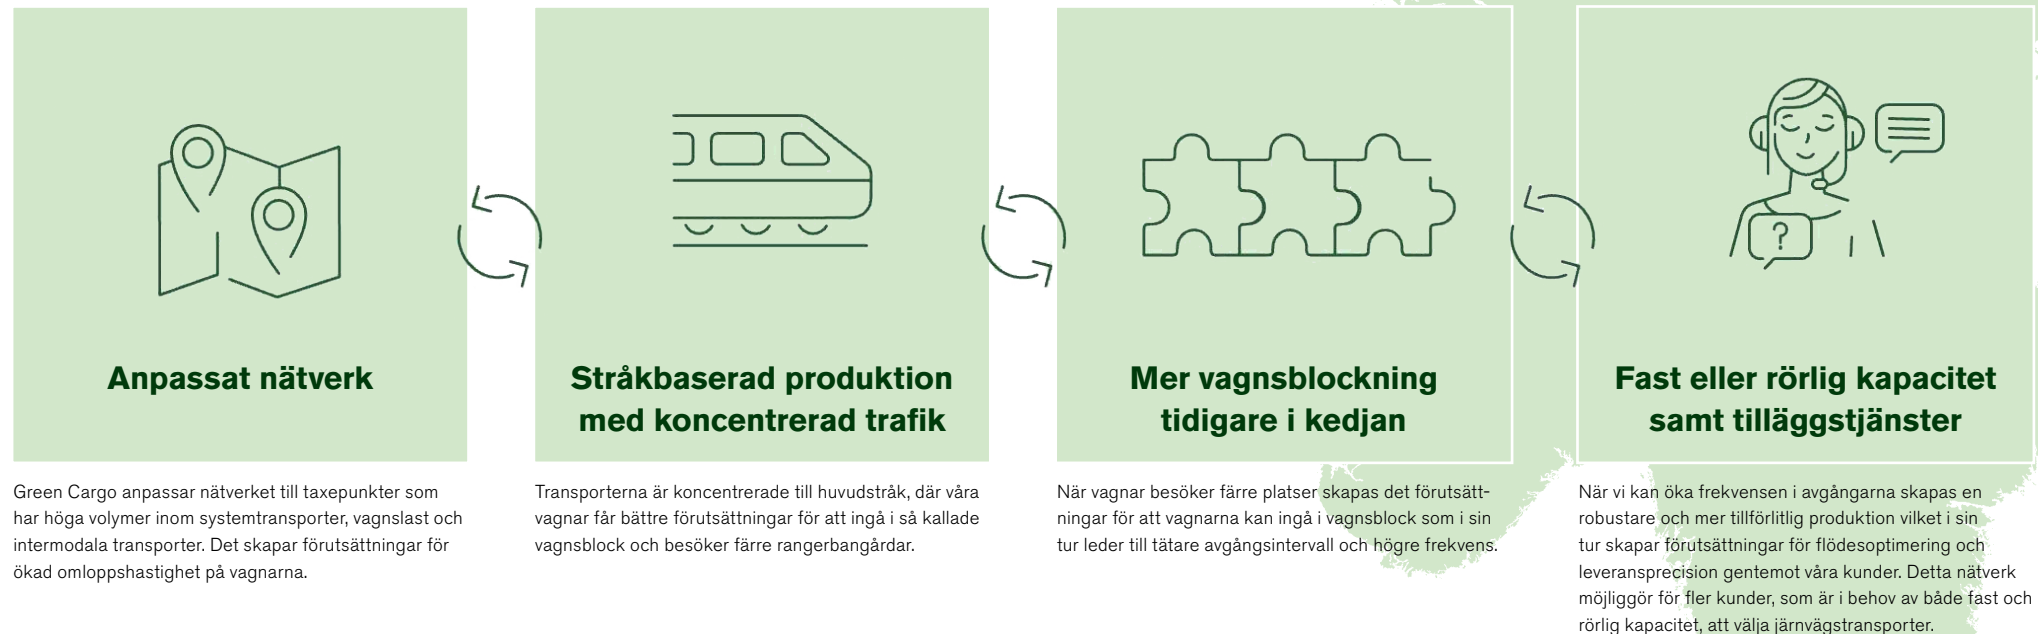 Anpassat nätverk
Green Cargo anpassar nätverket till taxepunkter som
har höga volymer inom systemtransporter, vagnslast och
intermodala transporter. Det skapar förutsättningar för
ökad omloppshastighet på vagnarna.
Stråkbaserad produktion
med koncentrerad trafik
Transporterna är koncentrerade till huvudstråk, där våra
vagnar får bättre förutsättningar för att ingå i så kallade
vagnsblock och besöker färre rangerbangårdar.
Mer vagnsblockning
tidigare i kedjan
När vagnar besöker färre platser skapas det förutsätt-
ningar för att vagnarna kan ingå i vagnsblock som i sin
tur leder till tätare avgångsintervall och högre frekvens.
?
Fast eller rörlig kapacitet
samt tilläggstjänster
När vi kan öka frekvensen i avgångarna skapas en
robustare och mer tillförlitlig produktion vilket i sin
tur skapar förutsättningar för flödesoptimering och
leveransprecision gentemot våra kunder. Detta nätverk
möjliggör för fler kunder, som är i behov av både fast och
rörlig kapacitet, att välja järnvägstransporter.